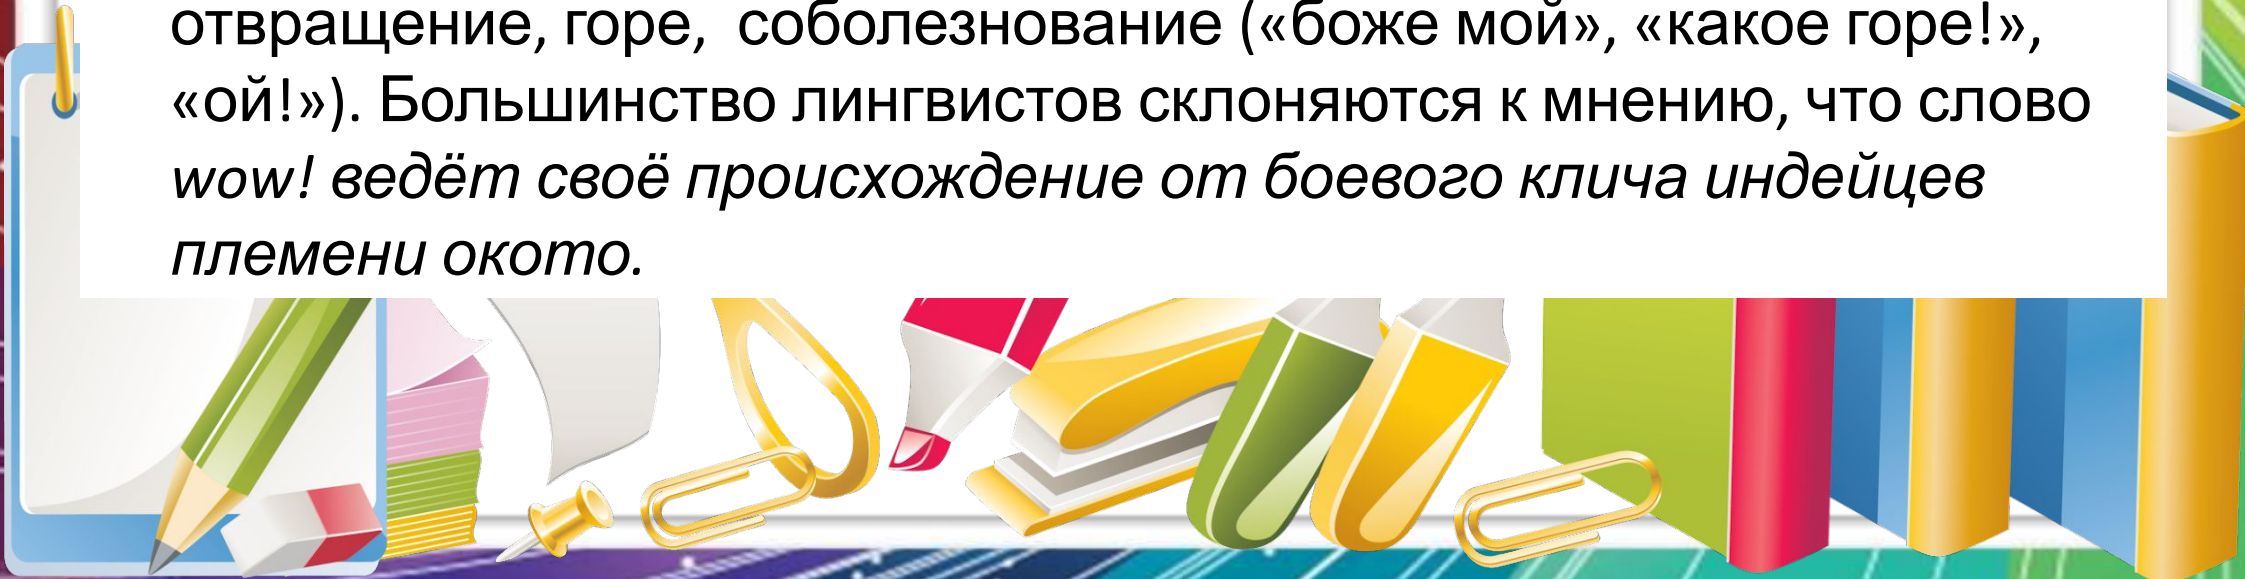 отвращение, горе,  соболезнование («боже мой», «какое горе!»,
«ой!»). Большинство лингвистов склоняются к мнению, что слово
wow! ведёт своё происхождение от боевого клича индейцев
племени окото.